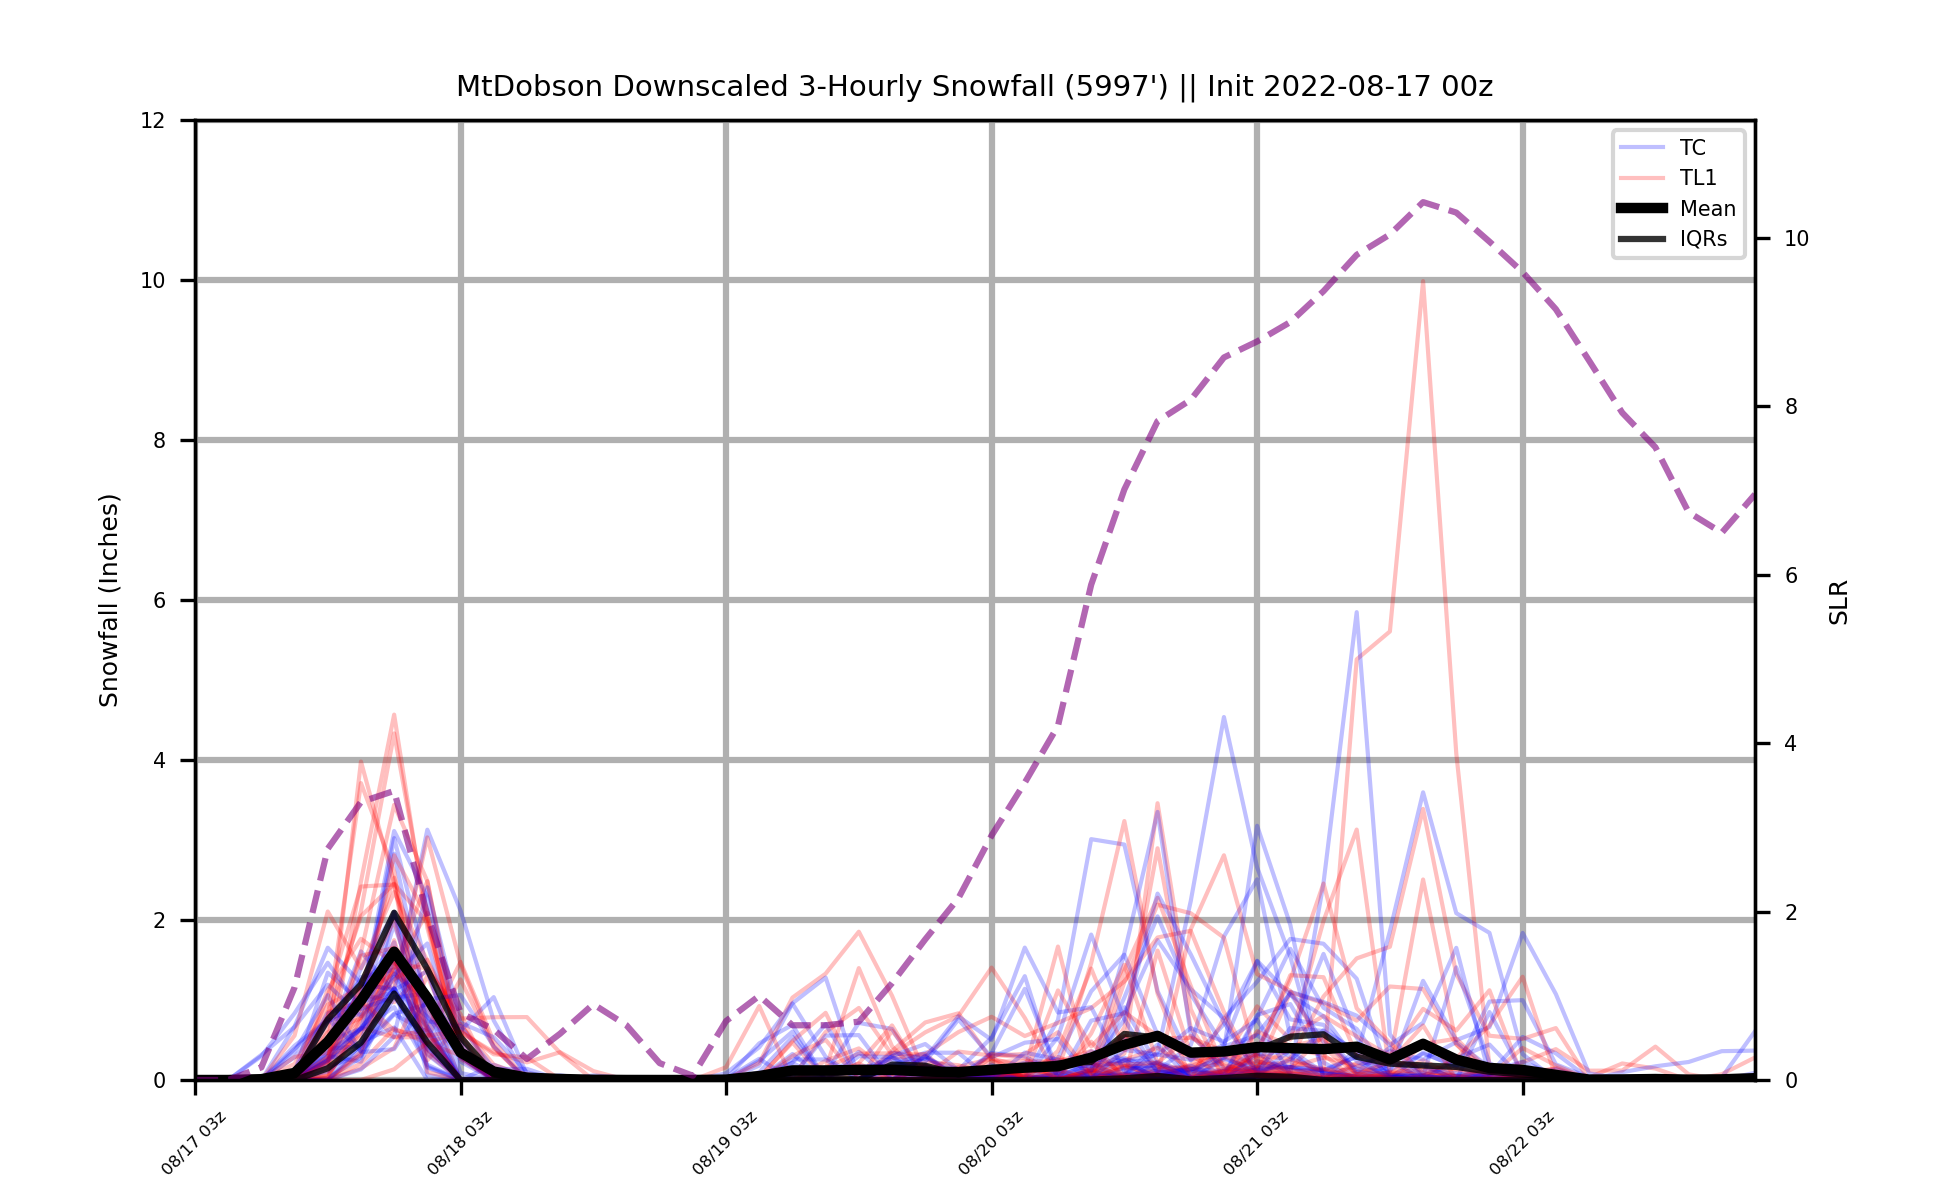 MtDobson Downscaled 3-Hourly Snowfall (5997') || Init 2022-08-17 00z
12
10
8
6
4
2
0
Snowfall (Inches)
TC
TL1
Mean
IQRs
10
8
6
4
2
0
SLR
08/17 03z
08/18 03z
08/19 03z
08/20 03z
08/21 03z
08/22 03z